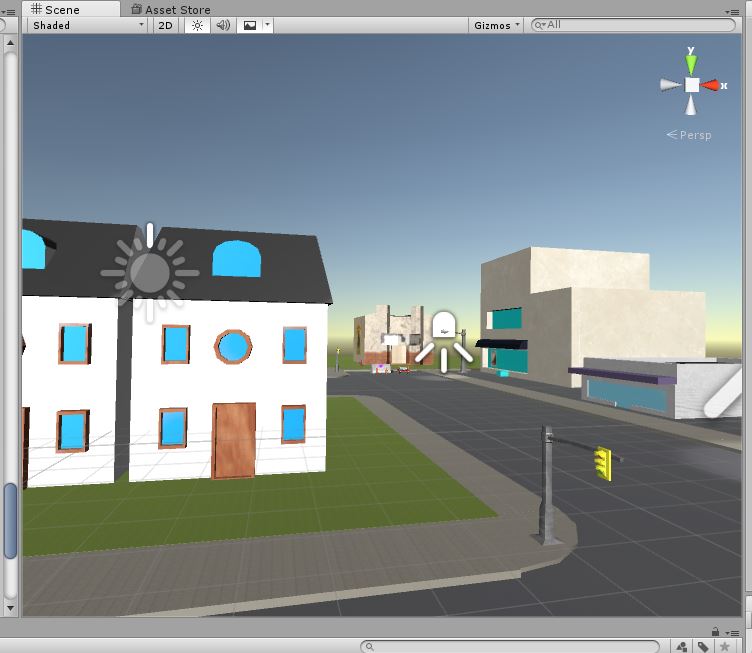 Scene
Asset Store
Shaded
2D
Gizmos
All
y
x
Persp